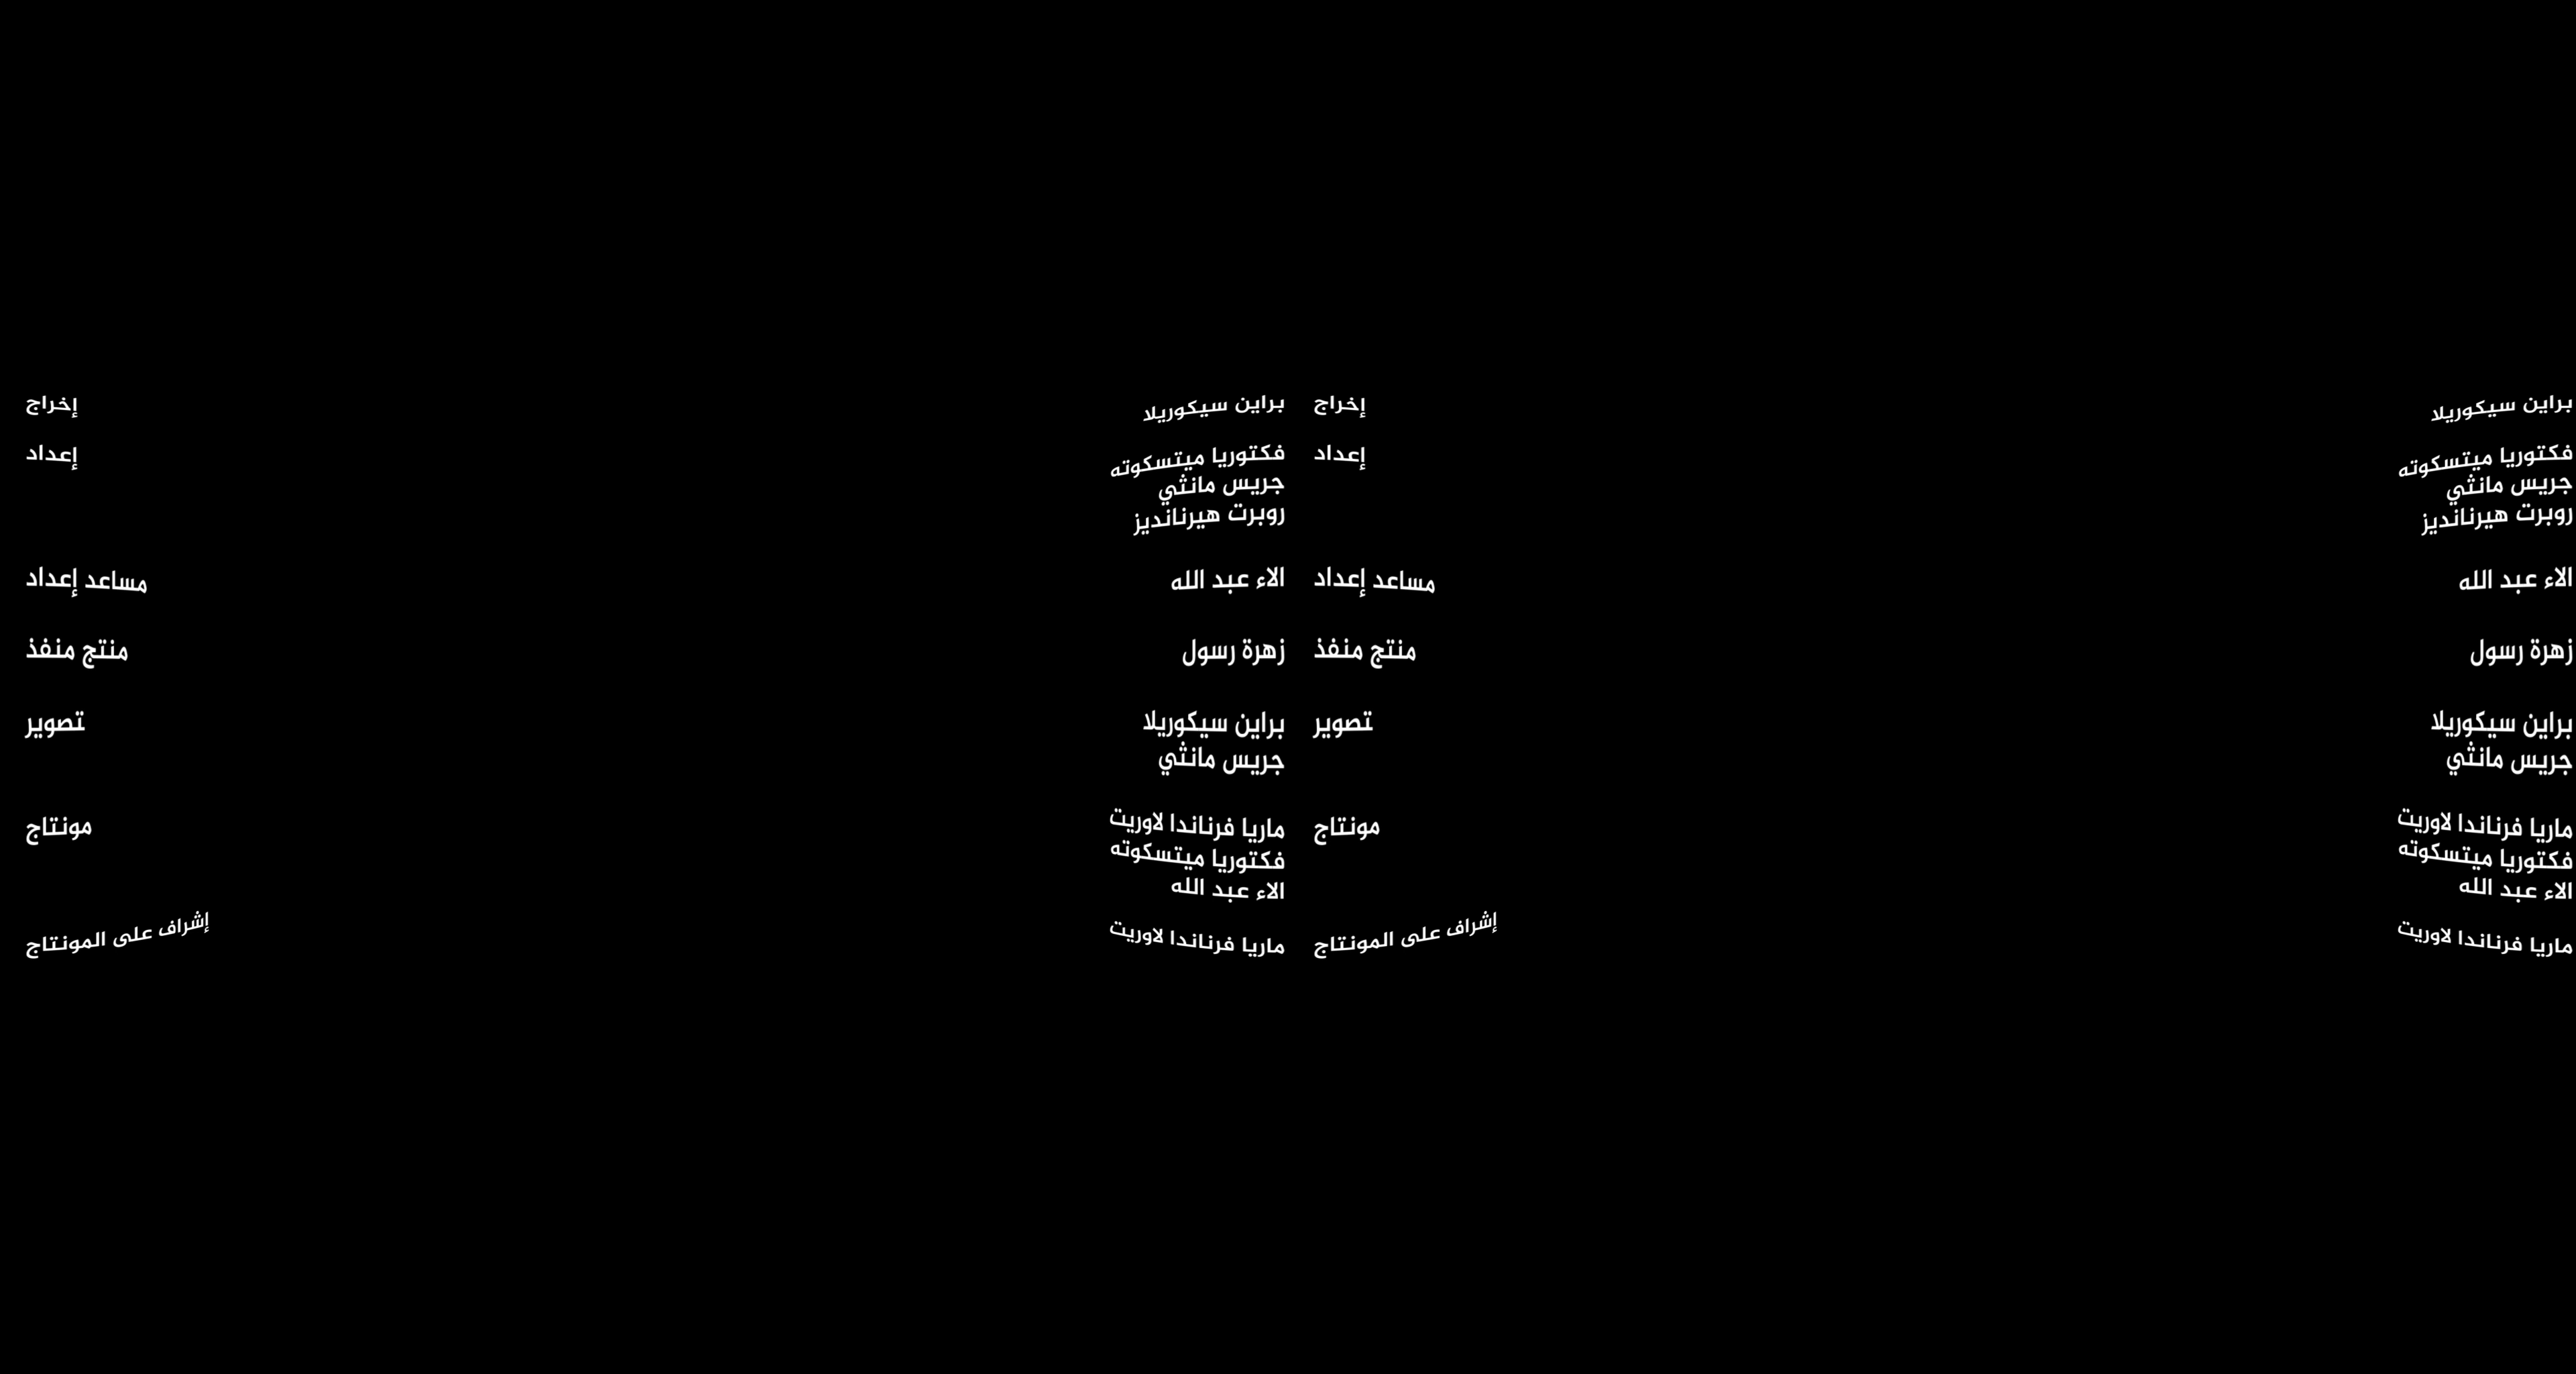 إخراج
براين سيكوريلا
إعداد
فكتوريا ميتسكوته
جريس مانثي
روبرت هيرنانديز
مساعد إعداد
الاء عبد الله
منتج منفذ
زهرة رسول
تصوير
براين سيكوريلا
جريس مانثي
مونتاج
ماريا فرناندا لاوريت
فكتوريا ميتسكوته
الاء عبد الله
إشراف على المونتاج
ماريا فرناندا لاوريت
إخراج
براين سيكوريلا
إعداد
فكتوريا ميتسكوته
جريس مانثي
روبرت هيرنانديز
مساعد إعداد
الاء عبد الله
منتج منفذ
زهرة رسول
تصوير
براين سيكوريلا
جريس مانثي
مونتاج
ماريا فرناندا لاوريت
فكتوريا ميتسكوته
الاء عبد الله
إشراف على المونتاج
ماريا فرناندا لاوريت